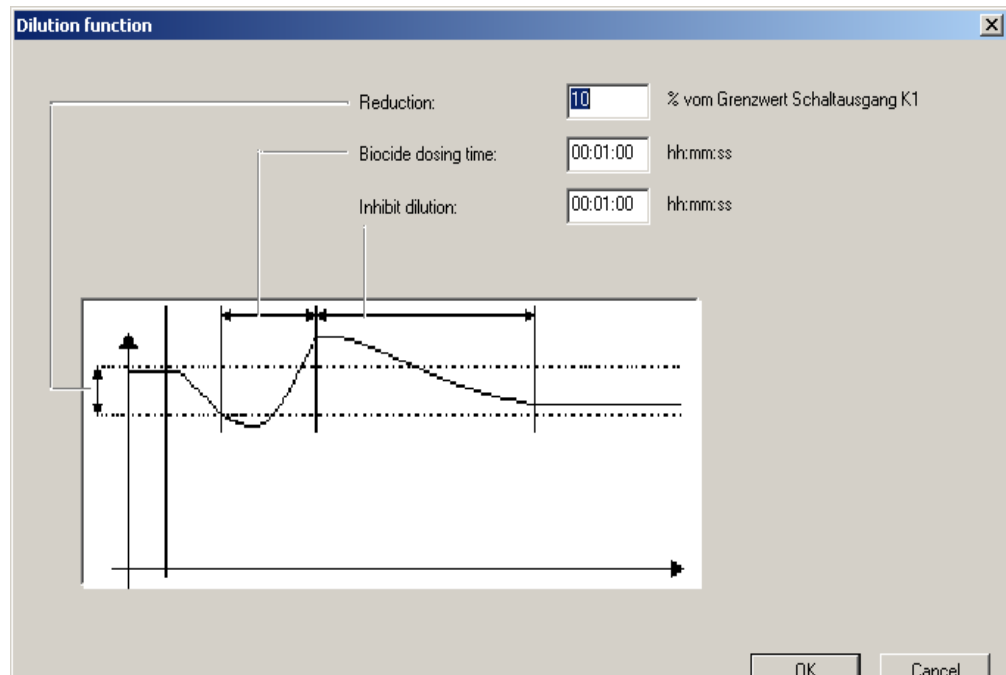 Dilution function
Reduction: 10 % vom Grenzwert Schaltausgang K1
Biocide dosing time: 00:01:00 hh:mm:ss
Inhibit dilution: 00:01:00 hh:mm:ss
OK Cancel